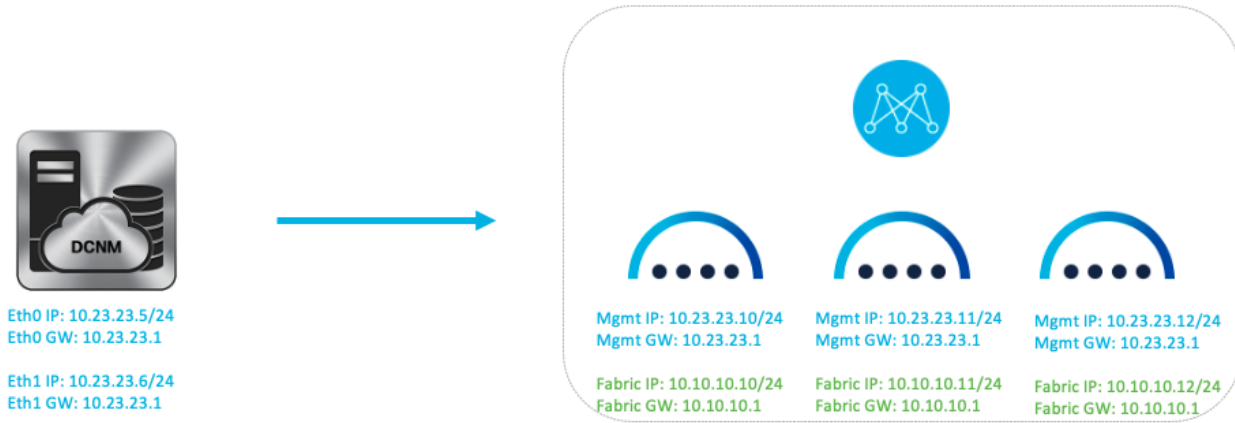 DCNM
Eth0 IP: 10.23.23.5/24
Eth0 GW: 10.23.23.1
Eth1 IP: 10.23.23.6/24
Eth1 GW: 10.23.23.1
Mgmt IP: 10.23.23.10/24
Mgmt GW: 10.23.23.1
Fabric IP: 10.10.10.10/24
Fabric GW: 10.10.10.1
Mgmt IP: 10.23.23.11/24
Mgmt GW: 10.23.23.1
Fabric IP: 10.10.10.11/24
Fabric GW: 10.10.10.1
Mgmt IP: 10.23.23.12/24
Mgmt GW: 10.23.23.1
Fabric IP: 10.10.10.12/24
Fabric GW: 10.10.10.1